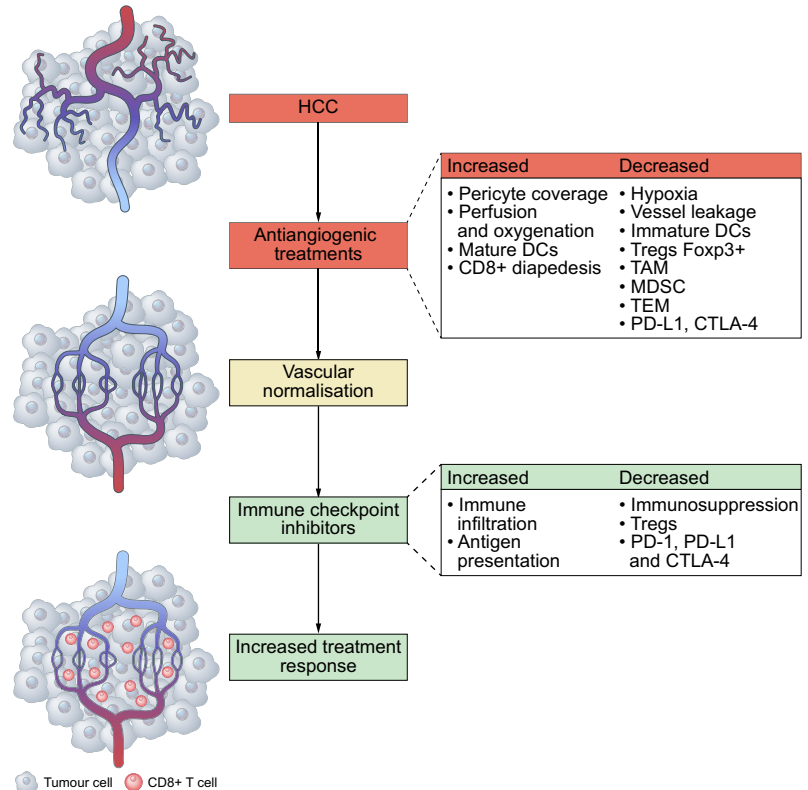 HCC
Increased Decreased
• Pericyte coverage
• Perfusion
and oxygenation
• Mature DCs
• CD8+ diapedesis
• Hypoxia
• Vessel leakage
• Immature DCs
• Tregs Foxp3+
• TAM
• MDSC
• TEM
• PD-L1, CTLA-4
Antiangiogenic
treatments
Vascular
normalisation
Increased Decreased
• Immune
infiltration
• Antigen
presentation
• Immunosuppression
• Tregs
• PD-1, PD-L1
and CTLA-4
Immune checkpoint
inhibitors
Increased treatment
response
Tumour cell CD8+ T cell